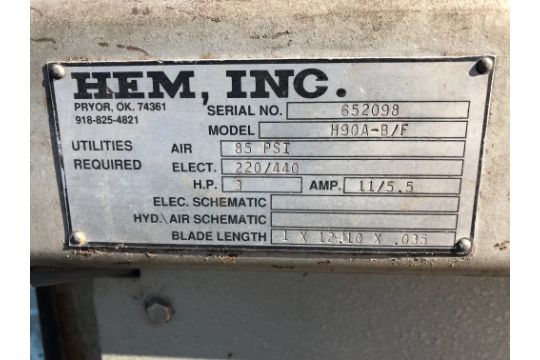 HEM, INC.
PRYOR, OK. 74361
918-825-4821
SERIAL NO. 652098
MODEL H90A-B/F
UTILITIES REQUIRED
AIR 85 PSI
ELECT. 220/440
H.P. 3 AMP. 11/5.5
ELEC. SCHEMATIC
HYD.\AIR SCHEMATIC
BLADE LENGTH 1 X 12.10 X .035